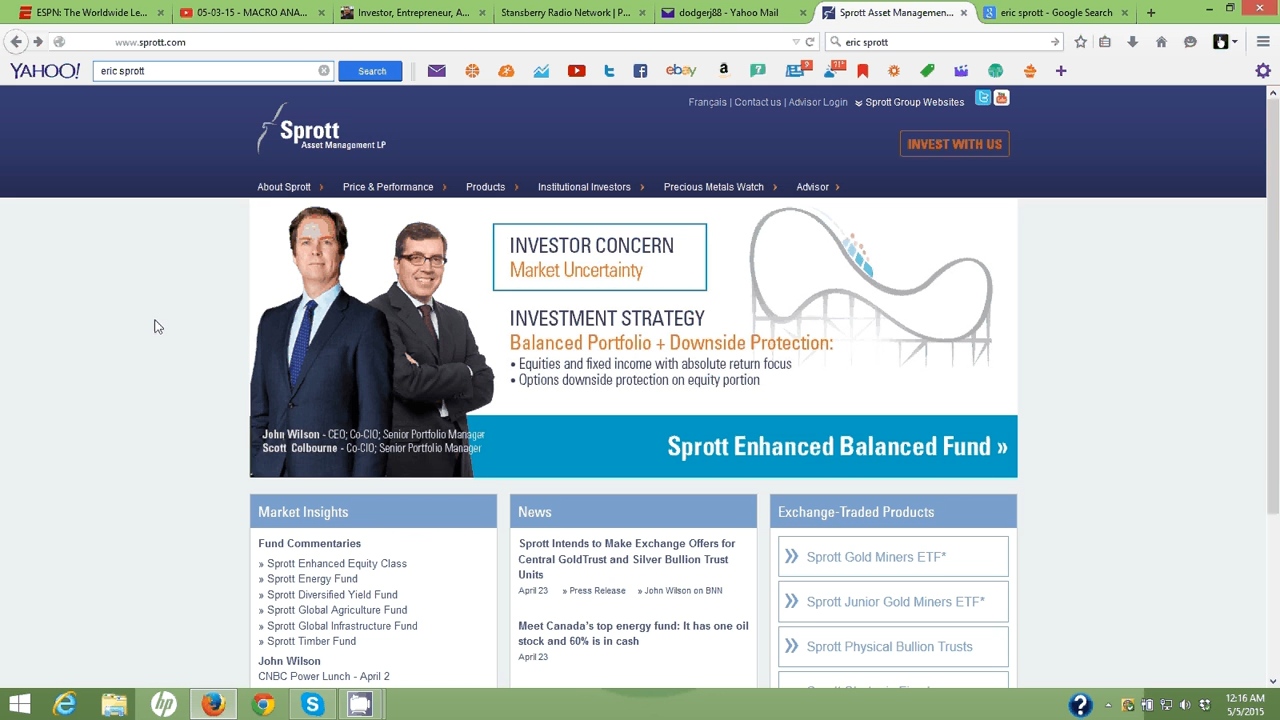 ESPN: The Worldwide Le...
05-03-15 - MACRO ANA...
Investor, Entrepreneur, A...
Stansberry Radio Network | P...
dodgerj88 - Yahoo Mail
Sprott Asset Management...
eric sprott - Google Search
www.sprott.com
eric sprott
YAHOO!
eric sprott
Search
ebay
Français | Contact us | Advisor Login
Sprott Group Websites
Sprott
Asset Management LP
INVEST WITH US
About Sprott
Price & Performance
Products
Institutional Investors
Precious Metals Watch
Advisor
INVESTOR CONCERN
Market Uncertainty
INVESTMENT STRATEGY
Balanced Portfolio + Downside Protection:
• Equities and fixed income with absolute return focus
• Options downside protection on equity portion
John Wilson - CEO; Co-CIO; Senior Portfolio Manager
Scott Colbourne - Co-CIO; Senior Portfolio Manager
Sprott Enhanced Balanced Fund »
Market Insights
Fund Commentaries
» Sprott Enhanced Equity Class
» Sprott Energy Fund
» Sprott Diversified Yield Fund
» Sprott Global Agriculture Fund
» Sprott Global Infrastructure Fund
» Sprott Timber Fund
John Wilson
CNBC Power Lunch - April 2
News
Sprott Intends to Make Exchange Offers for
Central GoldTrust and Silver Bullion Trust
Units
April 23 » Press Release » John Wilson on BNN
Meet Canada's top energy fund: It has one oil
stock and 60% is in cash
April 23
Exchange-Traded Products
Sprott Gold Miners ETF*
Sprott Junior Gold Miners ETF*
Sprott Physical Bullion Trusts
12:16 AM
5/5/2015